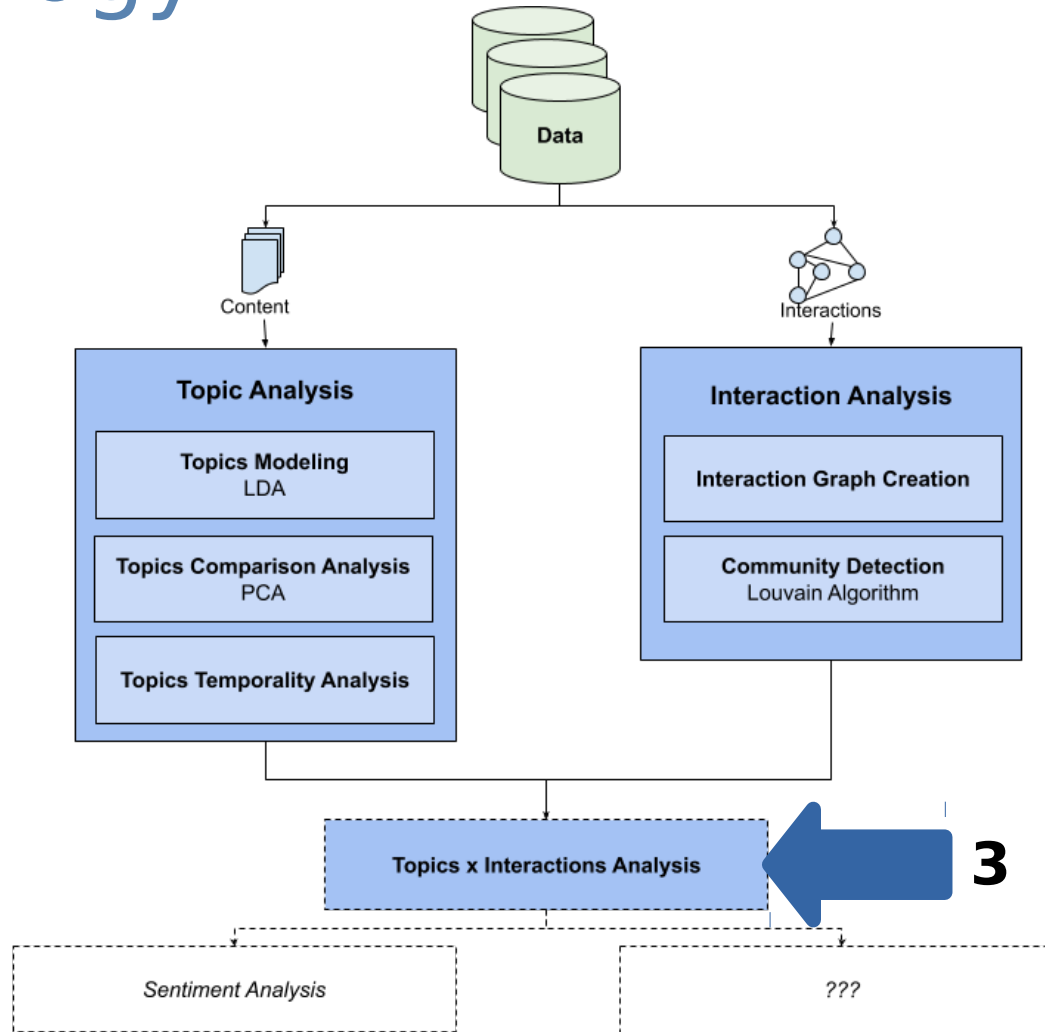 ogy
Data
Content
Interactions
Topic Analysis
Topics Modeling
LDA
Topics Comparison Analysis
PCA
Topics Temporality Analysis
Interaction Analysis
Interaction Graph Creation
Community Detection
Louvain Algorithm
Topics x Interactions Analysis
3
Sentiment Analysis
???